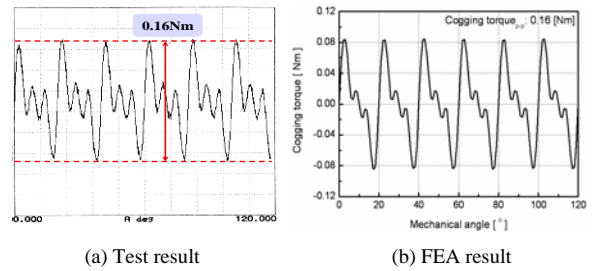 0.16Nm
0.000
A deg
120.000
(a) Test result
Cogging torque
0.12
0.08
0.04
0.00
-0.04
-0.08
-0.12
Cogging torque [ Nm ]
Cogging torquepp: 0.16 [Nm]
0 20 40 60 80 100 120
Mechanical angle [ ° ]
(b) FEA result